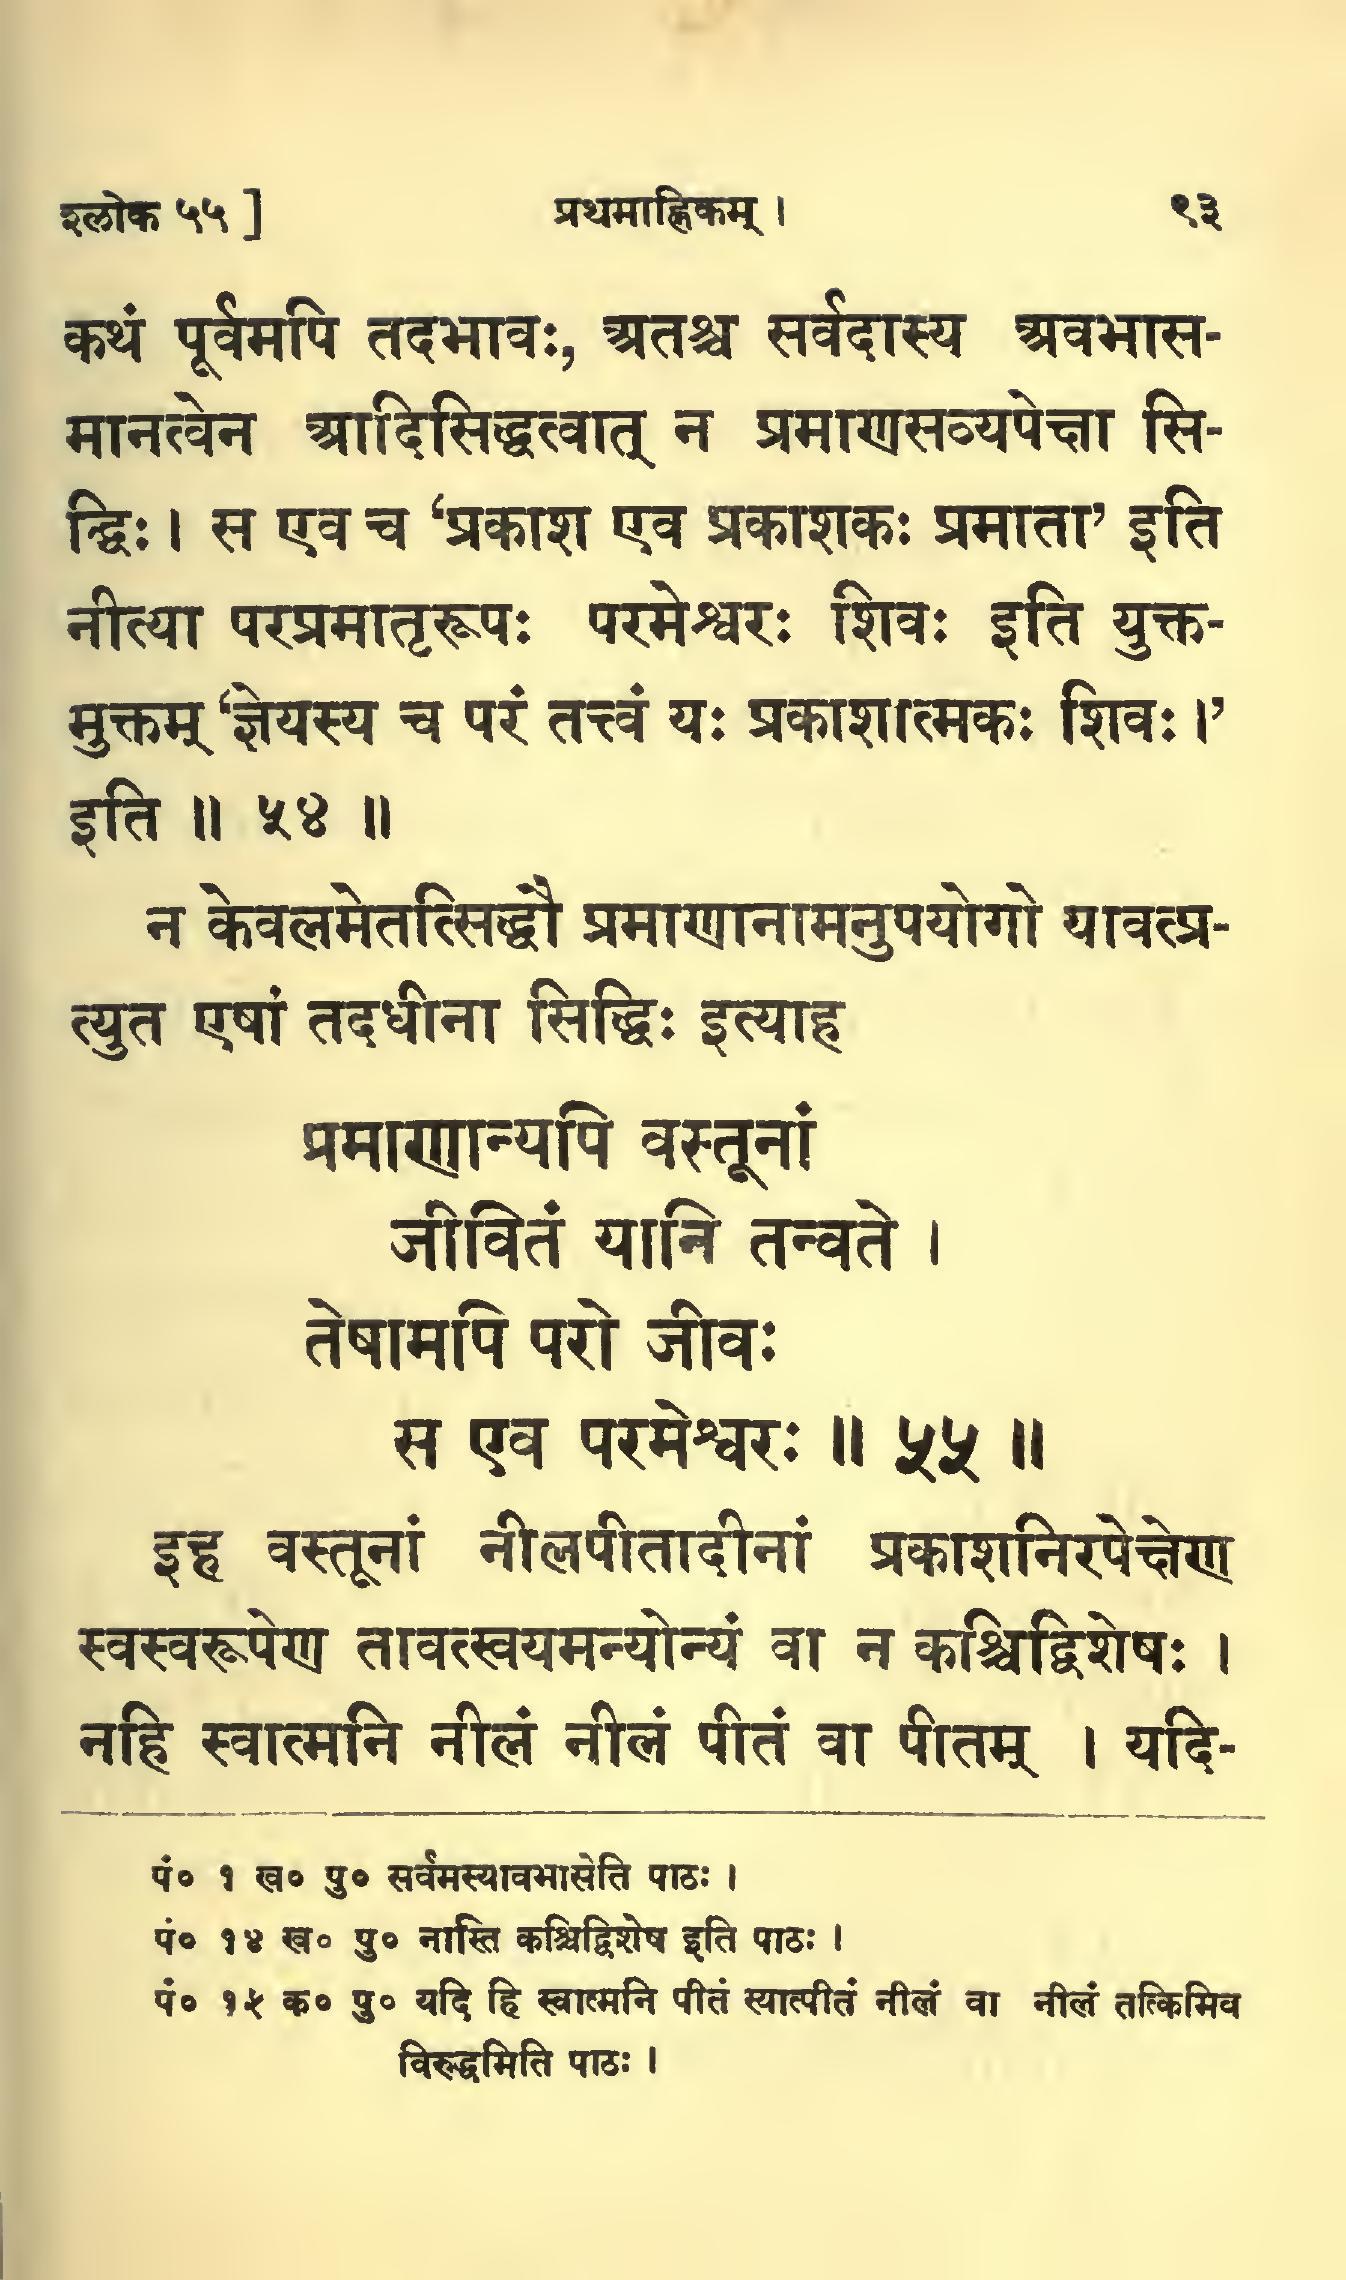 श्लोक ५५] प्रथमाह्निकम् । ९३
कथं पूर्वमपि तदभावः, अतश्च सर्वदास्य अवभास-
मानत्वेन आदिसिद्धत्वात् न प्रमाणसव्यपेक्षा सि-
द्धिः । स एव च ‘प्रकाश एव प्रकाशकः प्रमाता’ इति
नीत्या परप्रमातृरूपः परमेश्वरः शिवः इति युक्त-
मुक्तम् ‘ज्ञेयस्य च परं तत्त्वं यः प्रकाशात्मकः शिवः ।’
इति ॥ ५४ ॥
न केवलमेतत्सिद्धौ प्रमाणानामनुपयोगो यावत्प्र-
त्युत एषां तदधीना सिद्धिः इत्याह
प्रमाणान्यपि वस्तूनां
जीवितं यानि तन्वते ।
तेषामपि परो जीवः
स एव परमेश्वरः ॥ ५५ ॥
इह वस्तूनां नीलपीतादीनां प्रकाशनिरपेक्षेण
स्वस्वरूपेण तावत्स्वयमन्योन्यं वा न कश्चिद्विशेषः ।
नहि स्वात्मनि नीलं नीलं पीतं वा पीतम् । यदि-
पं० १ ख० पु० सर्वमस्यावभासेति पाठः ।
पं० १४ ख० पु० नास्ति कश्चिद्विशेष इति पाठः ।
पं० १५ क० पु० यदि हि स्वात्मनि पीतं स्यात्पीतं नीलं वा नीलं तत्किमिव
विरुद्धमिति पाठः ।